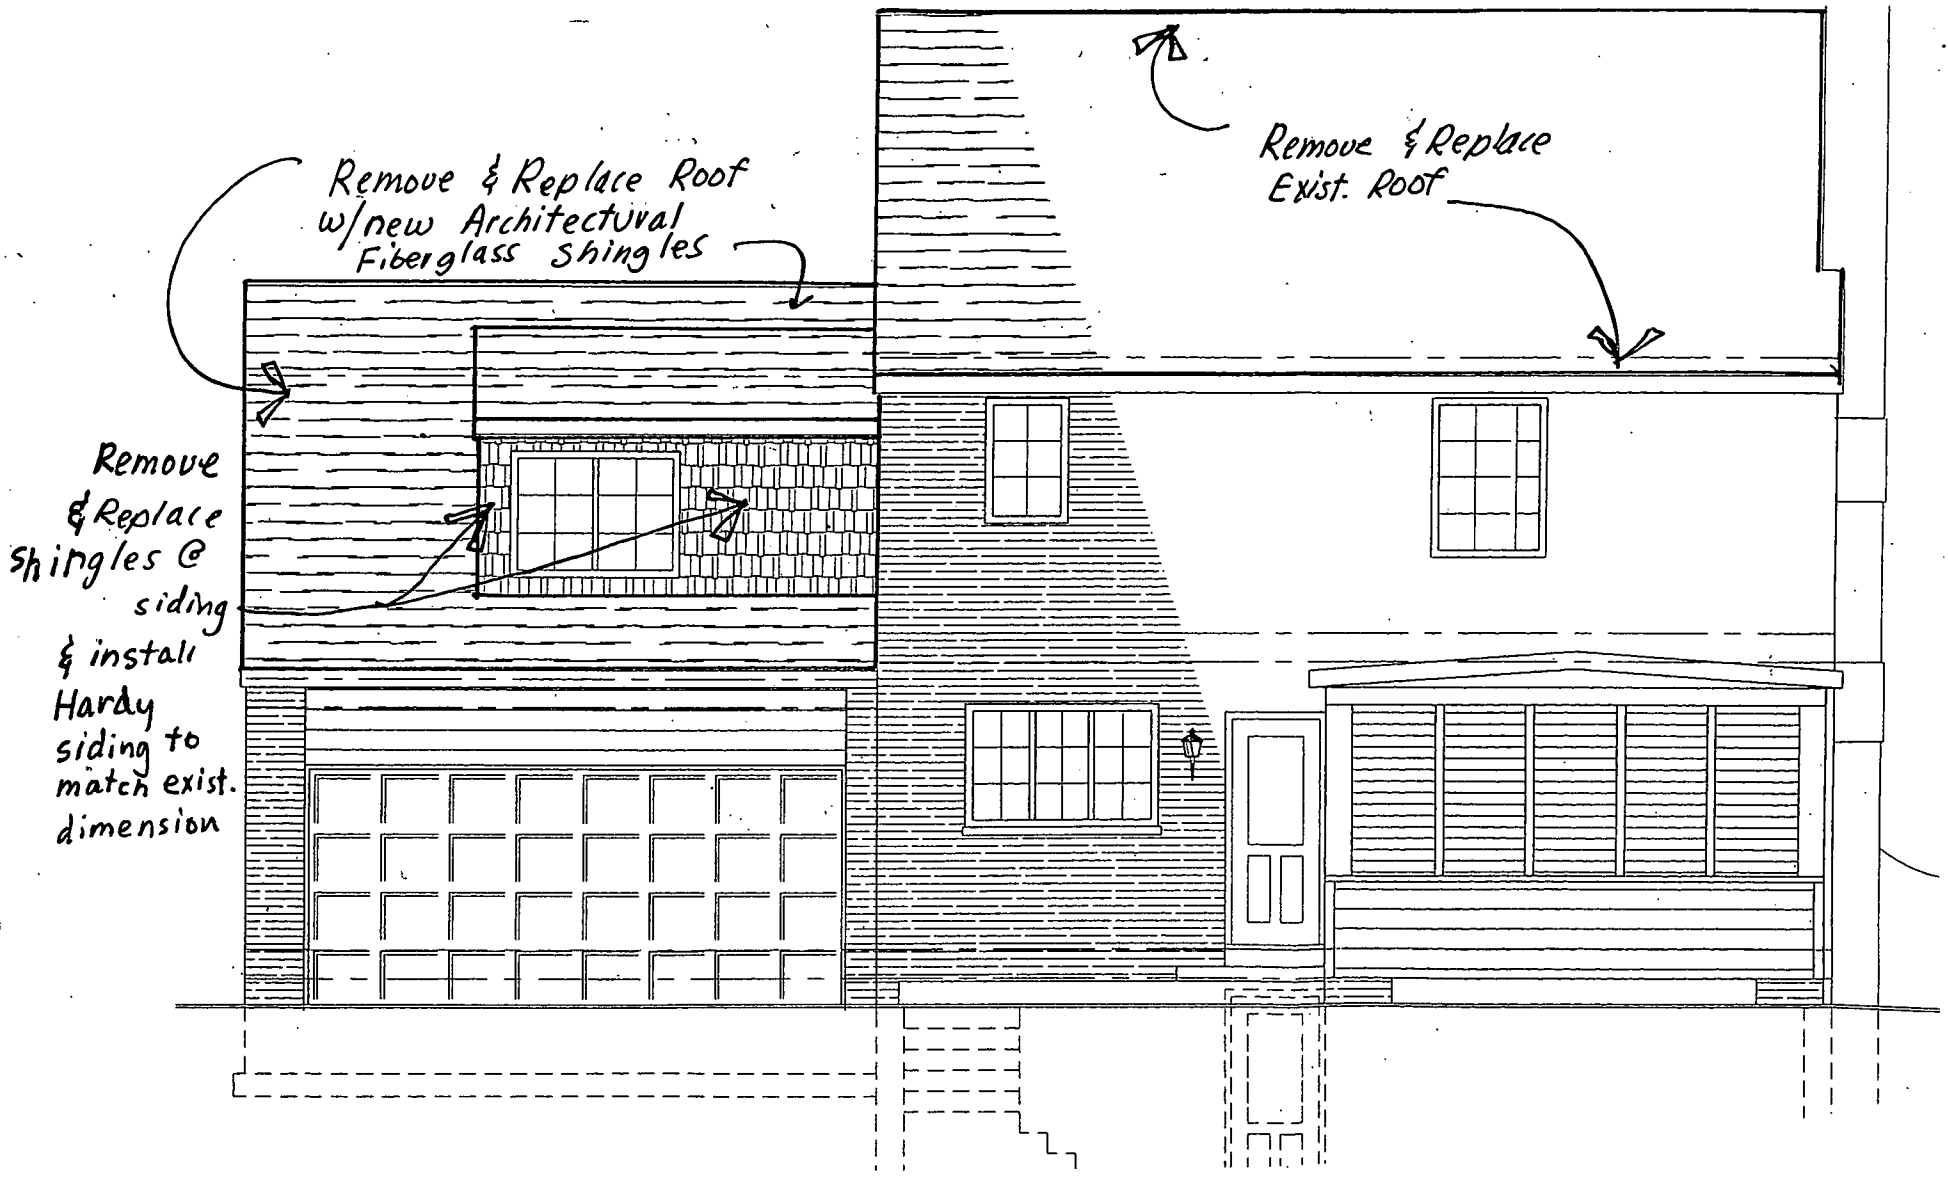 Remove & Replace
Exist. Roof
Remove & Replace Roof
w/new Architectural
Fiberglass Shingles
Remove
& Replace
Shingles @
siding
& install
Hardy
siding to
match exist.
dimension